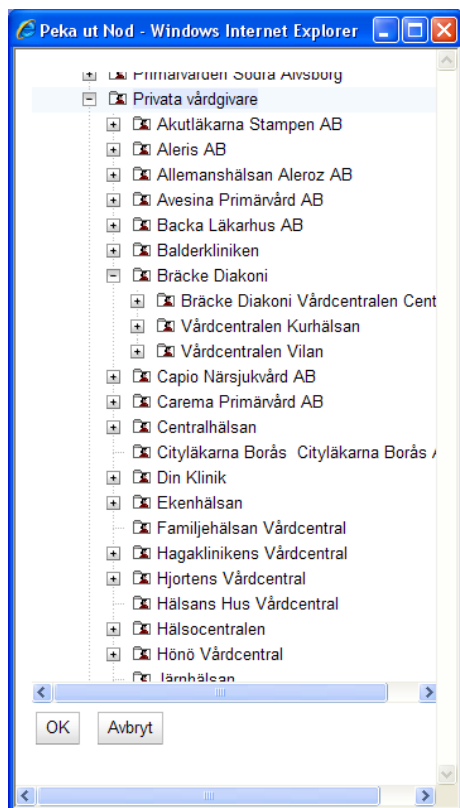 Peka ut Nod - Windows Internet Explorer
Primärvården Södra Älvsborg
Privata vårdgivare
Akutläkarna Stampen AB
Aleris AB
Allemanshälsan Aleroz AB
Avesina Primärvård AB
Backa Läkarhus AB
Balderkliniken
Bräcke Diakoni
Bräcke Diakoni Vårdcentralen Cent
Vårdcentralen Kurhälsan
Vårdcentralen Vilan
Capio Närsjukvård AB
Carema Primärvård AB
Centralhälsan
Cityläkarna Borås Cityläkarna Borås A
Din Klinik
Ekenhälsan
Familjehälsan Vårdcentral
Hagaklinikens Vårdcentral
Hjortens Vårdcentral
Hälsans Hus Vårdcentral
Hälsocentralen
Hönö Vårdcentral
Järnhälsan
OK Avbryt